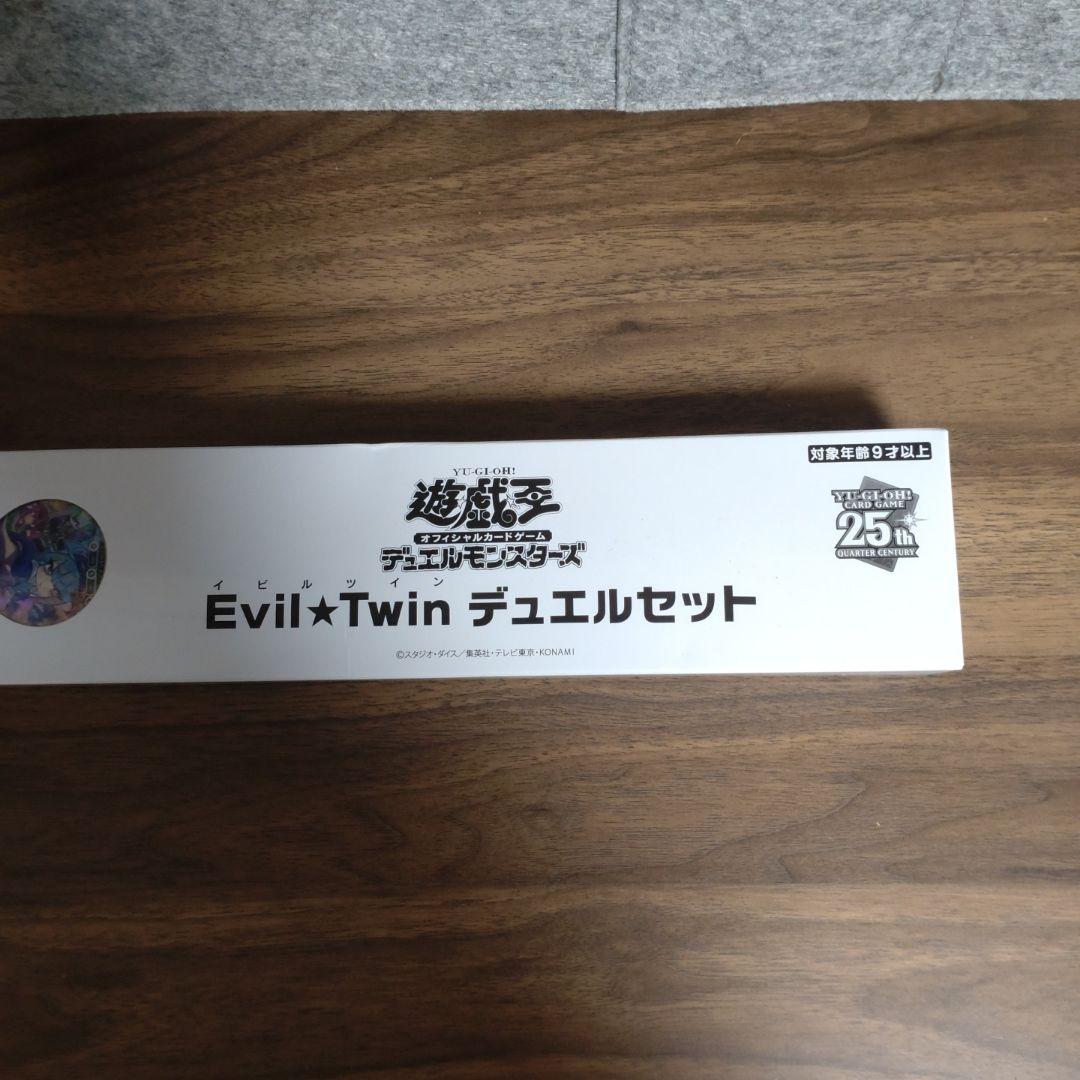 対象年齢9才以上
YU-GI-OH!
遊戯王
オフィシャルカードゲーム
デュエルモンスターズ
YU-GI-OH!
CARD GAME
25th
QUARTER CENTURY
イビルツイン
Evil★Twin デュエルセット
©スタジオ・ダイス/集英社・テレビ東京・KONAMI